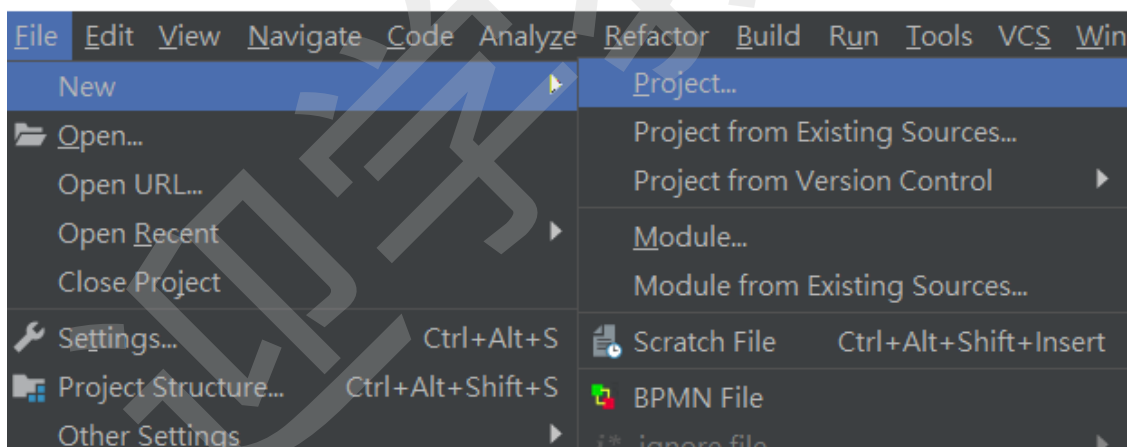 File Edit View Navigate Code Analyze Refactor Build Run Tools VCS Win
New
Open...
Open URL...
Open Recent
Close Project
Settings... Ctrl+Alt+S
Project Structure... Ctrl+Alt+Shift+S
Other Settings
Project...
Project from Existing Sources...
Project from Version Control
Module...
Module from Existing Sources...
Scratch File Ctrl+Alt+Shift+Insert
BPMN File
ignore file